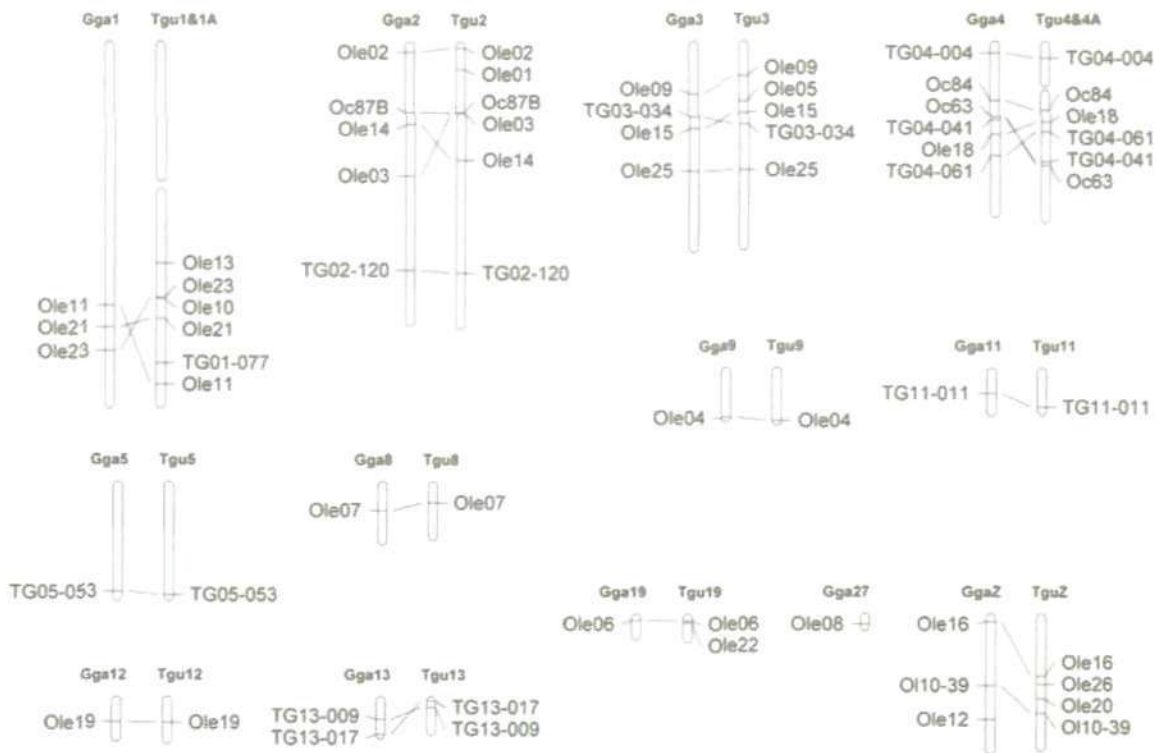 Gga1 Tgu1&1A
Ole13
Ole23
Ole11 Ole10
Ole21 Ole21
Ole23 TG01-077
Ole11
Gga2 Tgu2
Ole02 Ole02
Ole01
Oc87B Oc87B
Ole14 Ole03
Ole14
Ole03
TG02-120 TG02-120
Gga3 Tgu3
Ole09
Ole09 Ole05
TG03-034 Ole15
Ole15 TG03-034
Ole25 Ole25
Gga4 Tgu4&4A
TG04-004 TG04-004
Oc84 Oc84
Oc63 Ole18
TG04-041 TG04-061
Ole18 TG04-041
TG04-061 Oc63
Gga9 Tgu9
Ole04 Ole04
Gga11 Tgu11
TG11-011 TG11-011
Gga5 Tgu5
TG05-053 TG05-053
Gga8 Tgu8
Ole07 Ole07
Gga19 Tgu19
Ole06 Ole06
Ole22
Gga27
Ole08
GgaZ TguZ
Ole16 Ole16
Ole26
Ol10-39 Ole20
Ole12 Ol10-39
Gga12 Tgu12
Ole19 Ole19
Gga13 Tgu13
TG13-009 TG13-017
TG13-017 TG13-009